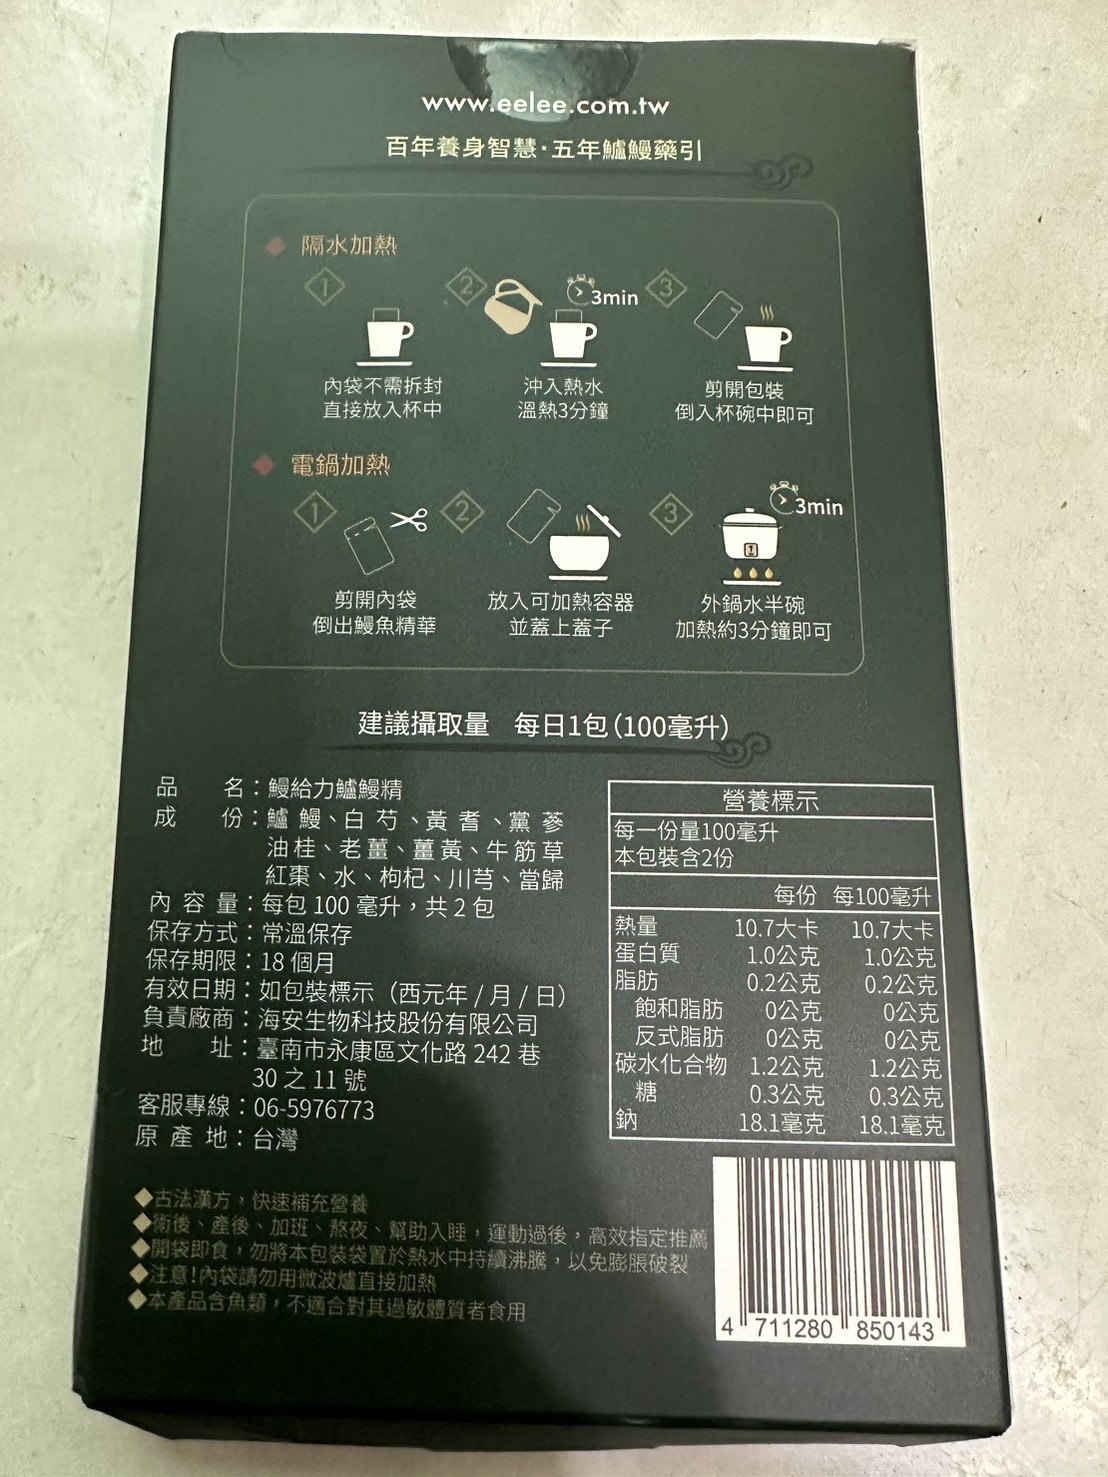 www.eelee.com.tw
百年養身智慧·五年鱸鰻藥引
隔水加熱
1
2
3min
3
內袋不需拆封
直接放入杯中
沖入熱水
溫熱3分鐘
剪開包裝
倒入杯碗中即可
電鍋加熱
1
2
3
3min
剪開內袋
倒出鰻魚精華
放入可加熱容器
並蓋上蓋子
外鍋水半碗
加熱約3分鐘即可
建議攝取量 每日1包(100毫升)
品 名：鰻給力鱸鰻精
成 份：鱸鰻、白芍、黃耆、黨蔘
油桂、老薑、薑黃、牛筋草
紅棗、水、枸杞、川芎、當歸
內容量：每包 100 毫升，共 2 包
保存方式：常溫保存
保存期限：18 個月
有效日期：如包裝標示（西元年 / 月 / 日）
負責廠商：海安生物科技股份有限公司
地 址：臺南市永康區文化路 242 巷
30 之 11 號
客服專線：06-5976773
原產地：台灣
營養標示
每一份量100毫升
本包裝含2份
每份 每100毫升
熱量 10.7大卡 10.7大卡
蛋白質 1.0公克 1.0公克
脂肪 0.2公克 0.2公克
飽和脂肪 0公克 0公克
反式脂肪 0公克 0公克
碳水化合物 1.2公克 1.2公克
糖 0.3公克 0.3公克
鈉 18.1毫克 18.1毫克
◆古法漢方，快速補充營養
◆術後、產後、加班、熬夜、幫助入睡，運動過後，高效指定推薦
◆開袋即食，勿將本包裝袋置於熱水中持續沸騰，以免膨脹破裂
◆注意!內袋請勿用微波爐直接加熱
◆本產品含魚類，不適合對其過敏體質者食用
4 711280 850143